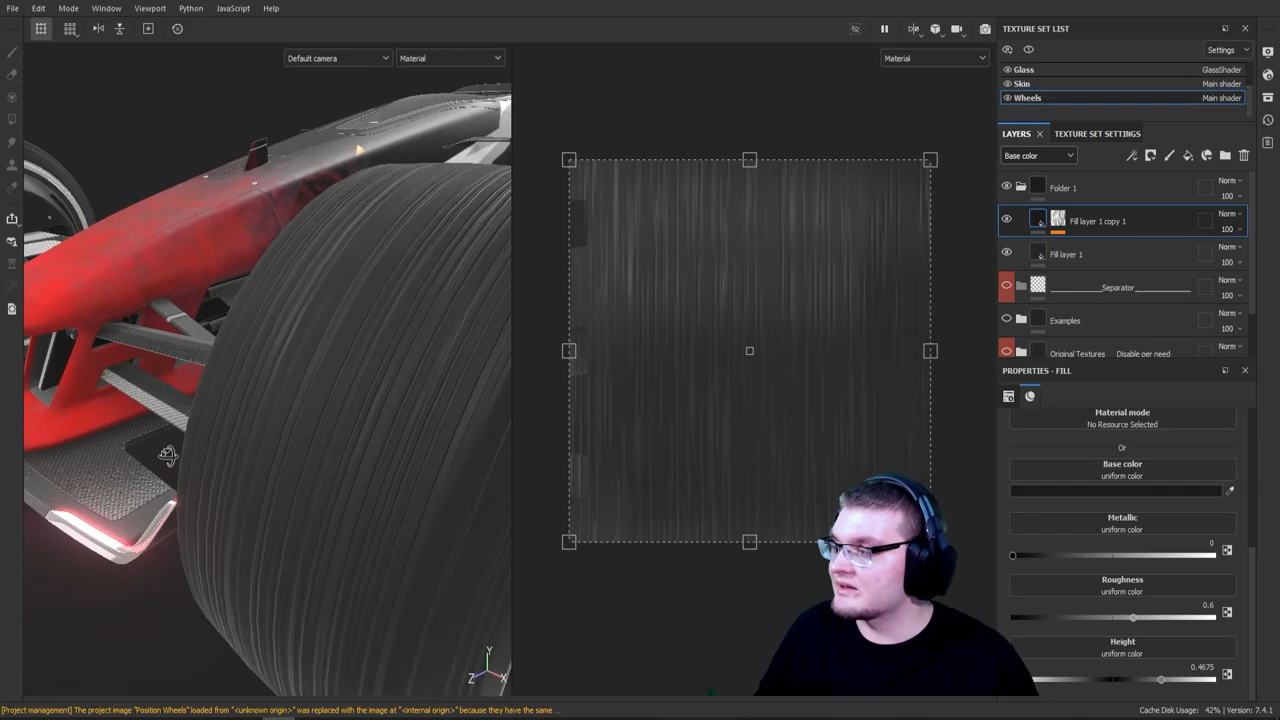 File Edit Mode Window Viewport Python JavaScript Help
Default camera
Material
Material
TEXTURE SET LIST
Settings
Glass GlassShader
Skin Main shader
Wheels Main shader
LAYERS TEXTURE SET SETTINGS
Base color
Folder 1 Norm
100
Fill layer 1 copy 1 Norm
100
Fill layer 1 Norm
100
____________Separator______________ Norm
100
Examples Norm
100
Original Textures Disable per need Norm
PROPERTIES - FILL
Material mode
No Resource Selected
Or
Base color
uniform color
Metallic
uniform color
0
Roughness
uniform color
0.6
Height
uniform color
0.4675
Y
Z X
[Project management] The project image "Position Wheels" loaded from "<unknown origin>" was replaced with the image at "<internal origin>" because they have the same ...
Cache Disk Usage: 42% | Version: 7.4.1